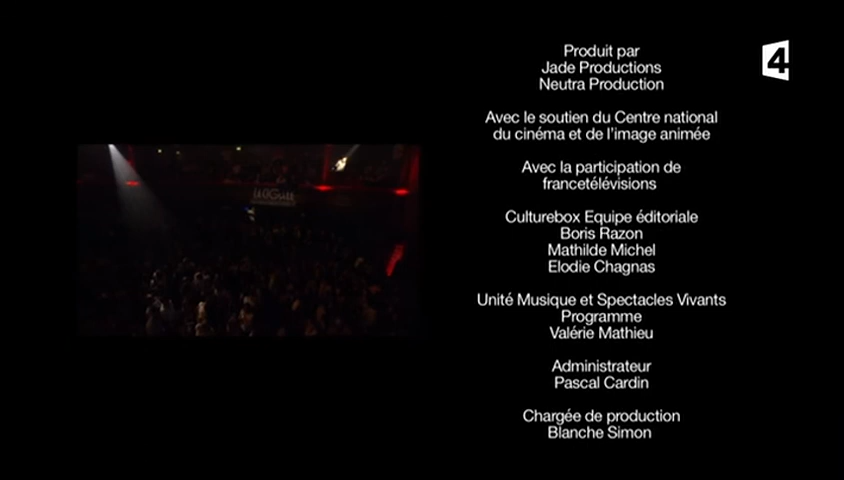 Produit par
Jade Productions
Neutra Production
Avec le soutien du Centre national
du cinéma et de l'image animée
Avec la participation de
francetélévisions
Culturebox Equipe éditoriale
Boris Razon
Mathilde Michel
Elodie Chagnas
Unité Musique et Spectacles Vivants
Programme
Valérie Mathieu
Administrateur
Pascal Cardin
Chargée de production
Blanche Simon
4